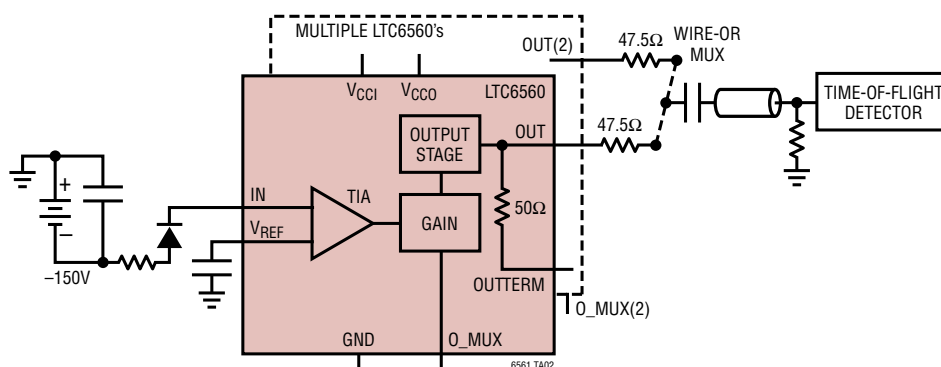 MULTIPLE LTC6560's
OUT(2)
47.5Ω
WIRE-OR
MUX
VCCI
VCCO
LTC6560
OUTPUT
STAGE
OUT
47.5Ω
TIME-OF-FLIGHT
DETECTOR
+
–
–150V
IN
VREF
TIA
GAIN
50Ω
OUTTERM
O_MUX(2)
GND
O_MUX
6561 TA02